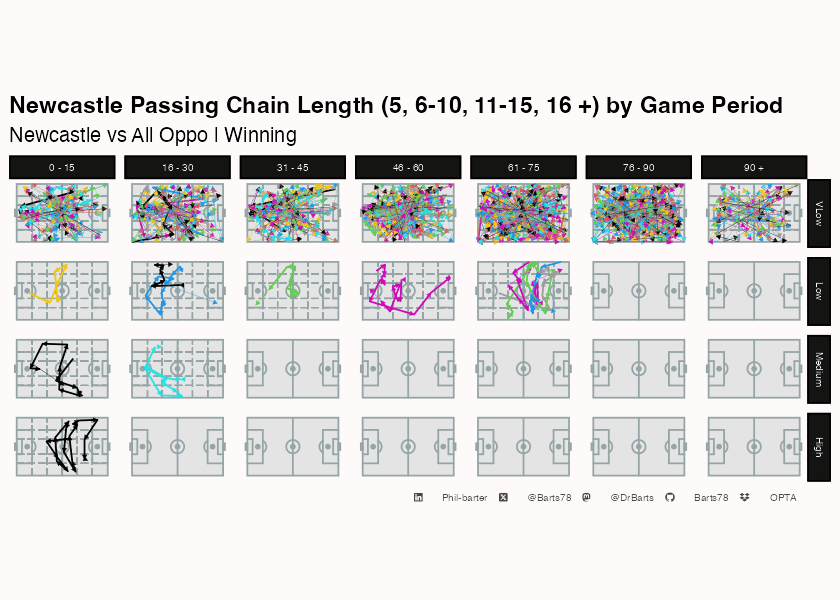 Newcastle Passing Chain Length (5, 6-10, 11-15, 16 +) by Game Period
Newcastle vs All Oppo | Winning
0 - 15 16 - 30 31 - 45 46 - 60 61 - 75 76 - 90 90 +
VLow
Low
Medium
High
Phil-barter @Barts78 @DrBarts Barts78 OPTA